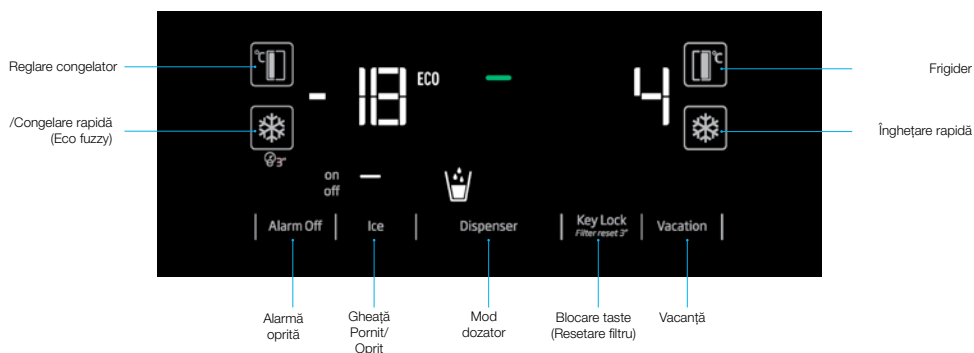 Reglare congelator
/Congelare rapidă
(Eco fuzzy)
°C
- 18 ECO
4
°C
3"
on
off
Alarm Off
Ice
Dispenser
Key Lock
Filter reset 3"
Vacation
Frigider
Înghețare rapidă
Alarmă
oprită
Gheață
Pornit/
Oprit
Mod
dozator
Blocare taste
(Resetare filtru)
Vacanță